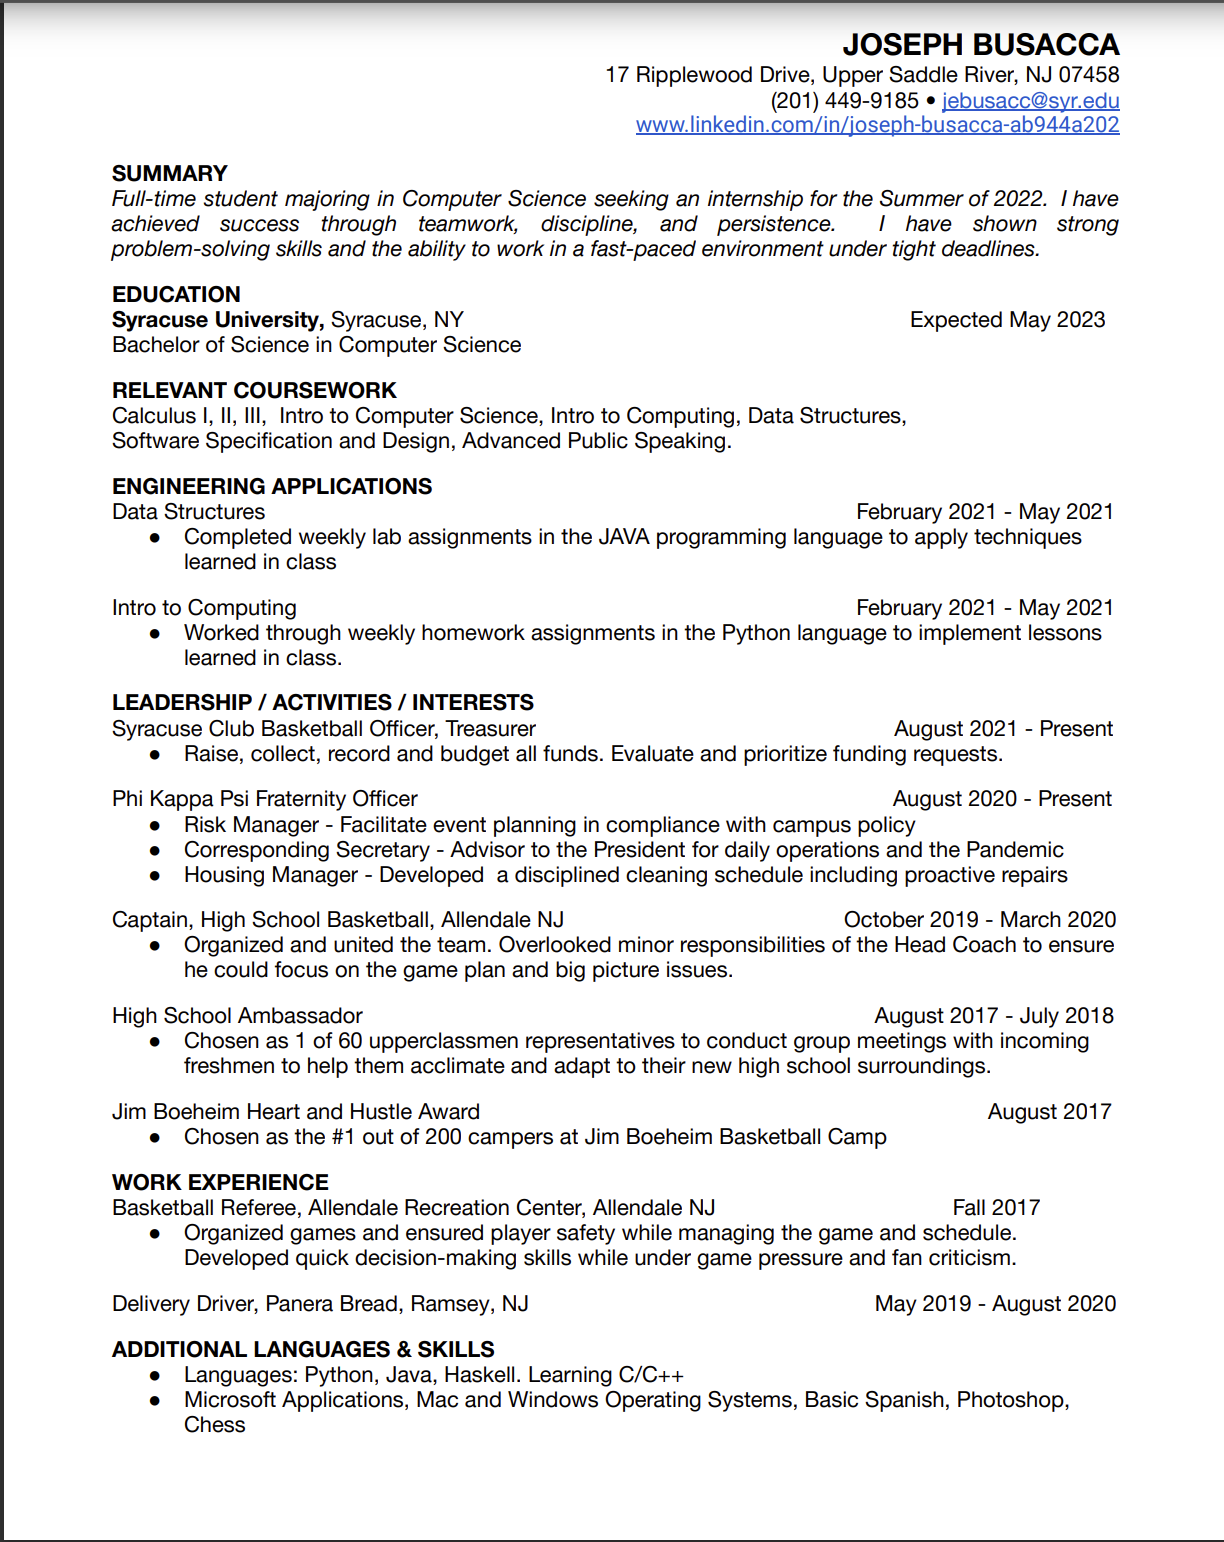 JOSEPH BUSACCA
17 Ripplewood Drive, Upper Saddle River, NJ 07458
(201) 449-9185 • jebusacc@syr.edu
www.linkedin.com/in/joseph-busacca-ab944a202
SUMMARY
Full-time student majoring in Computer Science seeking an internship for the Summer of 2022. I have
achieved success through teamwork, discipline, and persistence. I have shown strong
problem-solving skills and the ability to work in a fast-paced environment under tight deadlines.
EDUCATION
Syracuse University, Syracuse, NY Expected May 2023
Bachelor of Science in Computer Science
RELEVANT COURSEWORK
Calculus I, II, III, Intro to Computer Science, Intro to Computing, Data Structures,
Software Specification and Design, Advanced Public Speaking.
ENGINEERING APPLICATIONS
Data Structures February 2021 - May 2021
● Completed weekly lab assignments in the JAVA programming language to apply techniques
learned in class
Intro to Computing February 2021 - May 2021
● Worked through weekly homework assignments in the Python language to implement lessons
learned in class.
LEADERSHIP / ACTIVITIES / INTERESTS
Syracuse Club Basketball Officer, Treasurer August 2021 - Present
● Raise, collect, record and budget all funds. Evaluate and prioritize funding requests.
Phi Kappa Psi Fraternity Officer August 2020 - Present
● Risk Manager - Facilitate event planning in compliance with campus policy
● Corresponding Secretary - Advisor to the President for daily operations and the Pandemic
● Housing Manager - Developed a disciplined cleaning schedule including proactive repairs
Captain, High School Basketball, Allendale NJ October 2019 - March 2020
● Organized and united the team. Overlooked minor responsibilities of the Head Coach to ensure
he could focus on the game plan and big picture issues.
High School Ambassador August 2017 - July 2018
● Chosen as 1 of 60 upperclassmen representatives to conduct group meetings with incoming
freshmen to help them acclimate and adapt to their new high school surroundings.
Jim Boeheim Heart and Hustle Award August 2017
● Chosen as the #1 out of 200 campers at Jim Boeheim Basketball Camp
WORK EXPERIENCE
Basketball Referee, Allendale Recreation Center, Allendale NJ Fall 2017
● Organized games and ensured player safety while managing the game and schedule.
Developed quick decision-making skills while under game pressure and fan criticism.
Delivery Driver, Panera Bread, Ramsey, NJ May 2019 - August 2020
ADDITIONAL LANGUAGES & SKILLS
● Languages: Python, Java, Haskell. Learning C/C++
● Microsoft Applications, Mac and Windows Operating Systems, Basic Spanish, Photoshop,
Chess